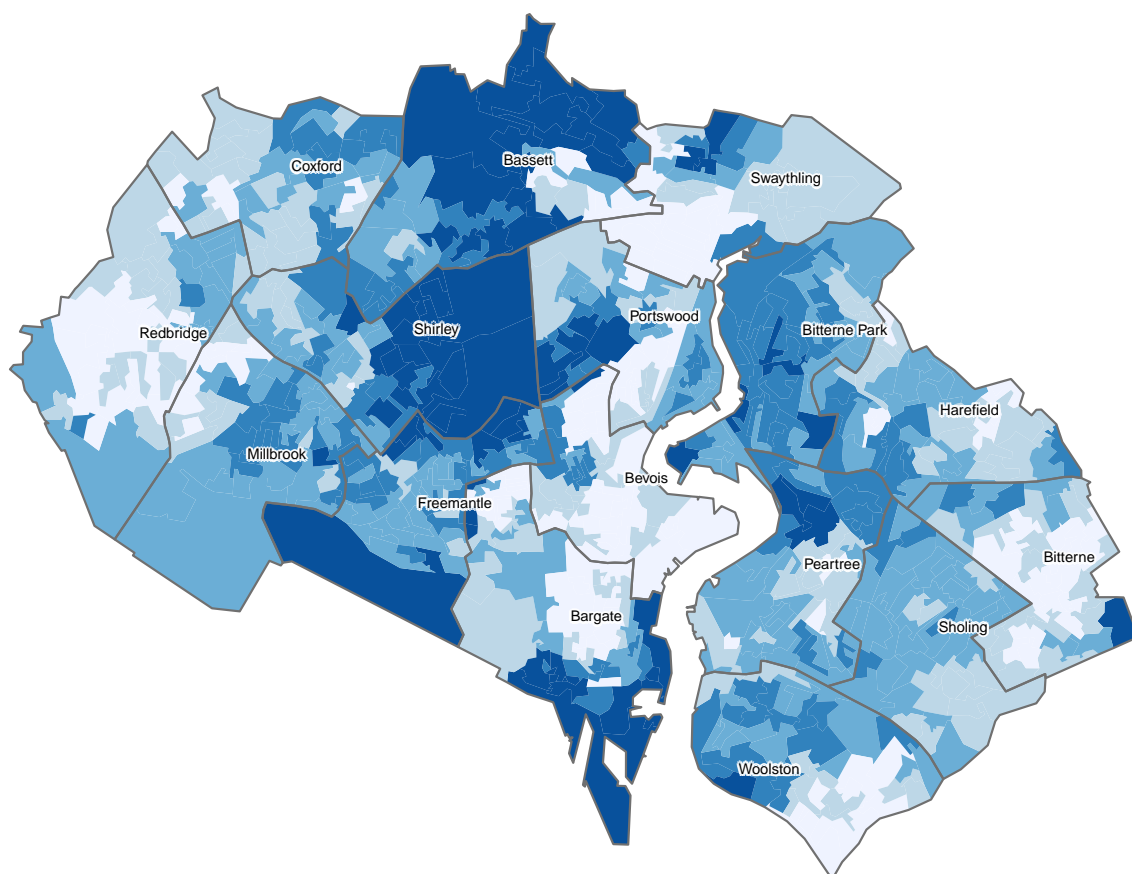 Bassett
Coxford
Swaythling
Portswood
Shirley
Bitterne Park
Redbridge
Harefield
Millbrook
Bevois
Freemantle
Bitterne
Peartree
Bargate
Sholing
Woolston